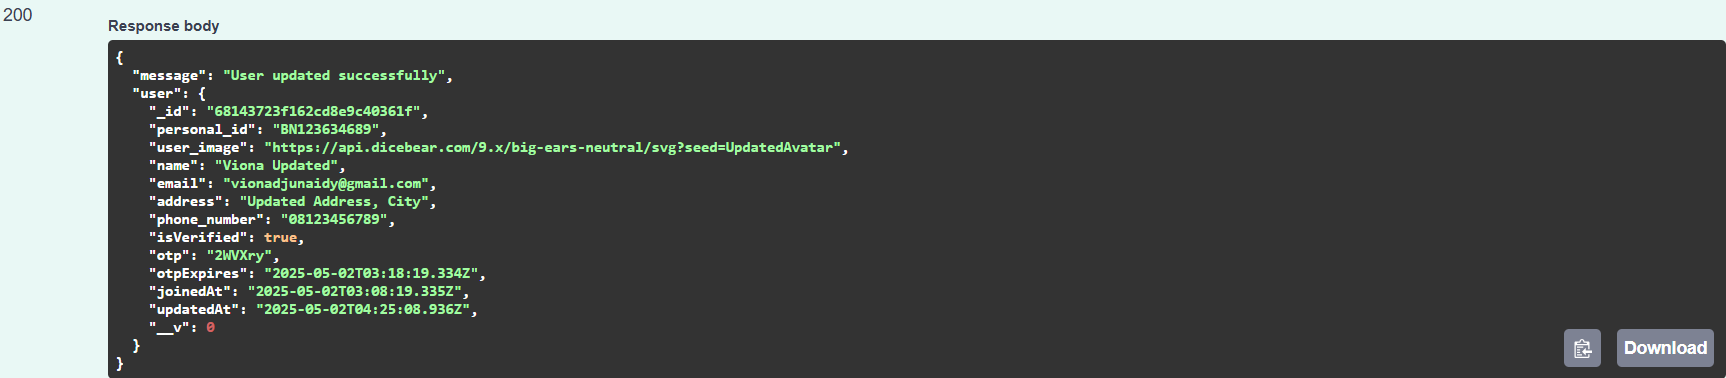 200
Response body
{
  "message": "User updated successfully",
  "user": {
    "_id": "68143723f162cd8e9c40361f",
    "personal_id": "BN123634689",
    "user_image": "https://api.dicebear.com/9.x/big-ears-neutral/svg?seed=UpdatedAvatar",
    "name": "Viona Updated",
    "email": "vionadjunaidy@gmail.com",
    "address": "Updated Address, City",
    "phone_number": "08123456789",
    "isVerified": true,
    "otp": "2WVXry",
    "otpExpires": "2025-05-02T03:18:19.334Z",
    "joinedAt": "2025-05-02T03:08:19.335Z",
    "updatedAt": "2025-05-02T04:25:08.936Z",
    "__v": 0
  }
}
Download